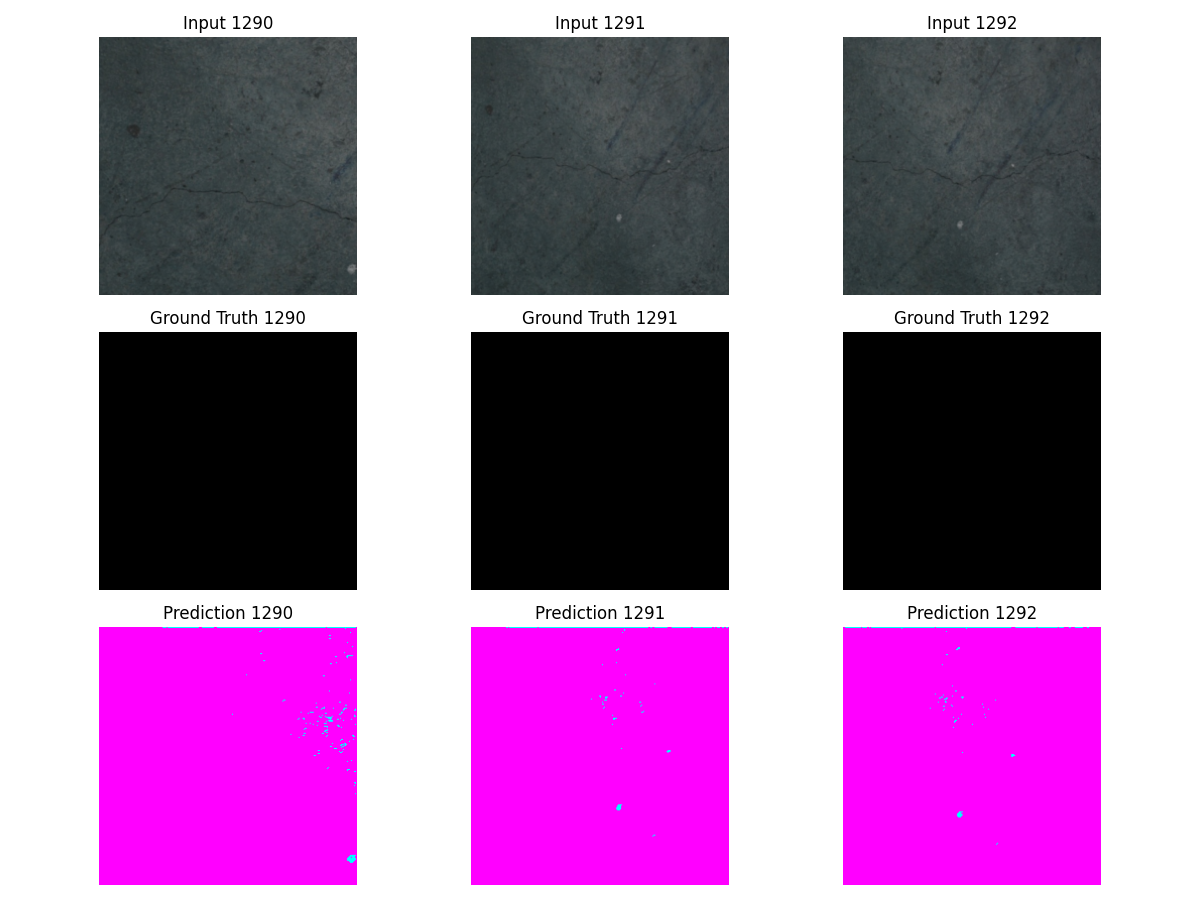 Input 1290
Input 1291
Input 1292
Ground Truth 1290
Ground Truth 1291
Ground Truth 1292
Prediction 1290
Prediction 1291
Prediction 1292